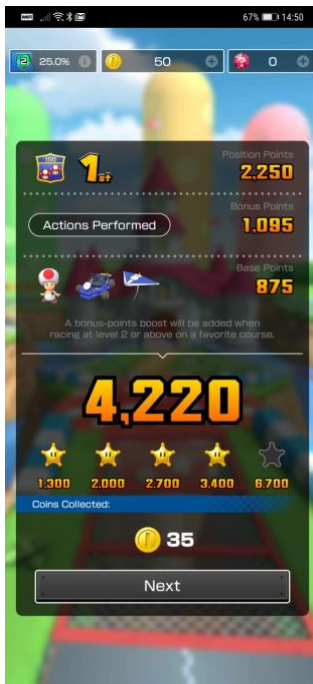 67% 14:50
2 25.0% i 50 0
100 1st Position Points
2,250
Bonus Points
Actions Performed 1,095
Base Points
875
A bonus-points boost will be added when
racing at level 2 or above on a favorite course.
4,220
1,300 2,000 2,700 3,400 6,700
Coins Collected:
35
Next